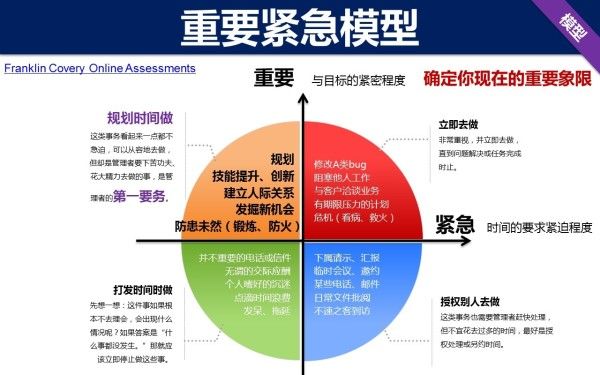 重要紧急模型
模型
Franklin Covery Online Assessments
重要 与目标的紧密程度
确定你现在的重要象限
规划时间做
这类事务看起来一点都不
急迫，可以从容地去做，
但却是管理者要下苦功夫、
花大精力去做的事，是管
理者的第一要务。
规划
技能提升、创新
建立人际关系
发掘新机会
防患未然（锻炼、防火）
修改A类bug
阻塞他人工作
与客户洽谈业务
有期限压力的计划
危机（看病、救火）
立即去做
非常重视，并立即去做，
直到问题解决或任务完成
时止。
紧急 时间的要求紧迫程度
打发时间时做
先想一想：这件事如果根
本不去理会，会出现什么
情况呢？如果答案是“什
么事都没发生。”那就应
该立即停止做这些事。
并不重要的电话或信件
无谓的交际应酬
个人嗜好的沉迷
点滴时间浪费
发呆、拖延
下属请示、汇报
临时会议、邀约
某些电话、邮件
日常文件批阅
不速之客到访
授权别人去做
这类事务也需要管理者赶快处理，
但不宜花去过多的时间，最好是授
权处理或另约时间。